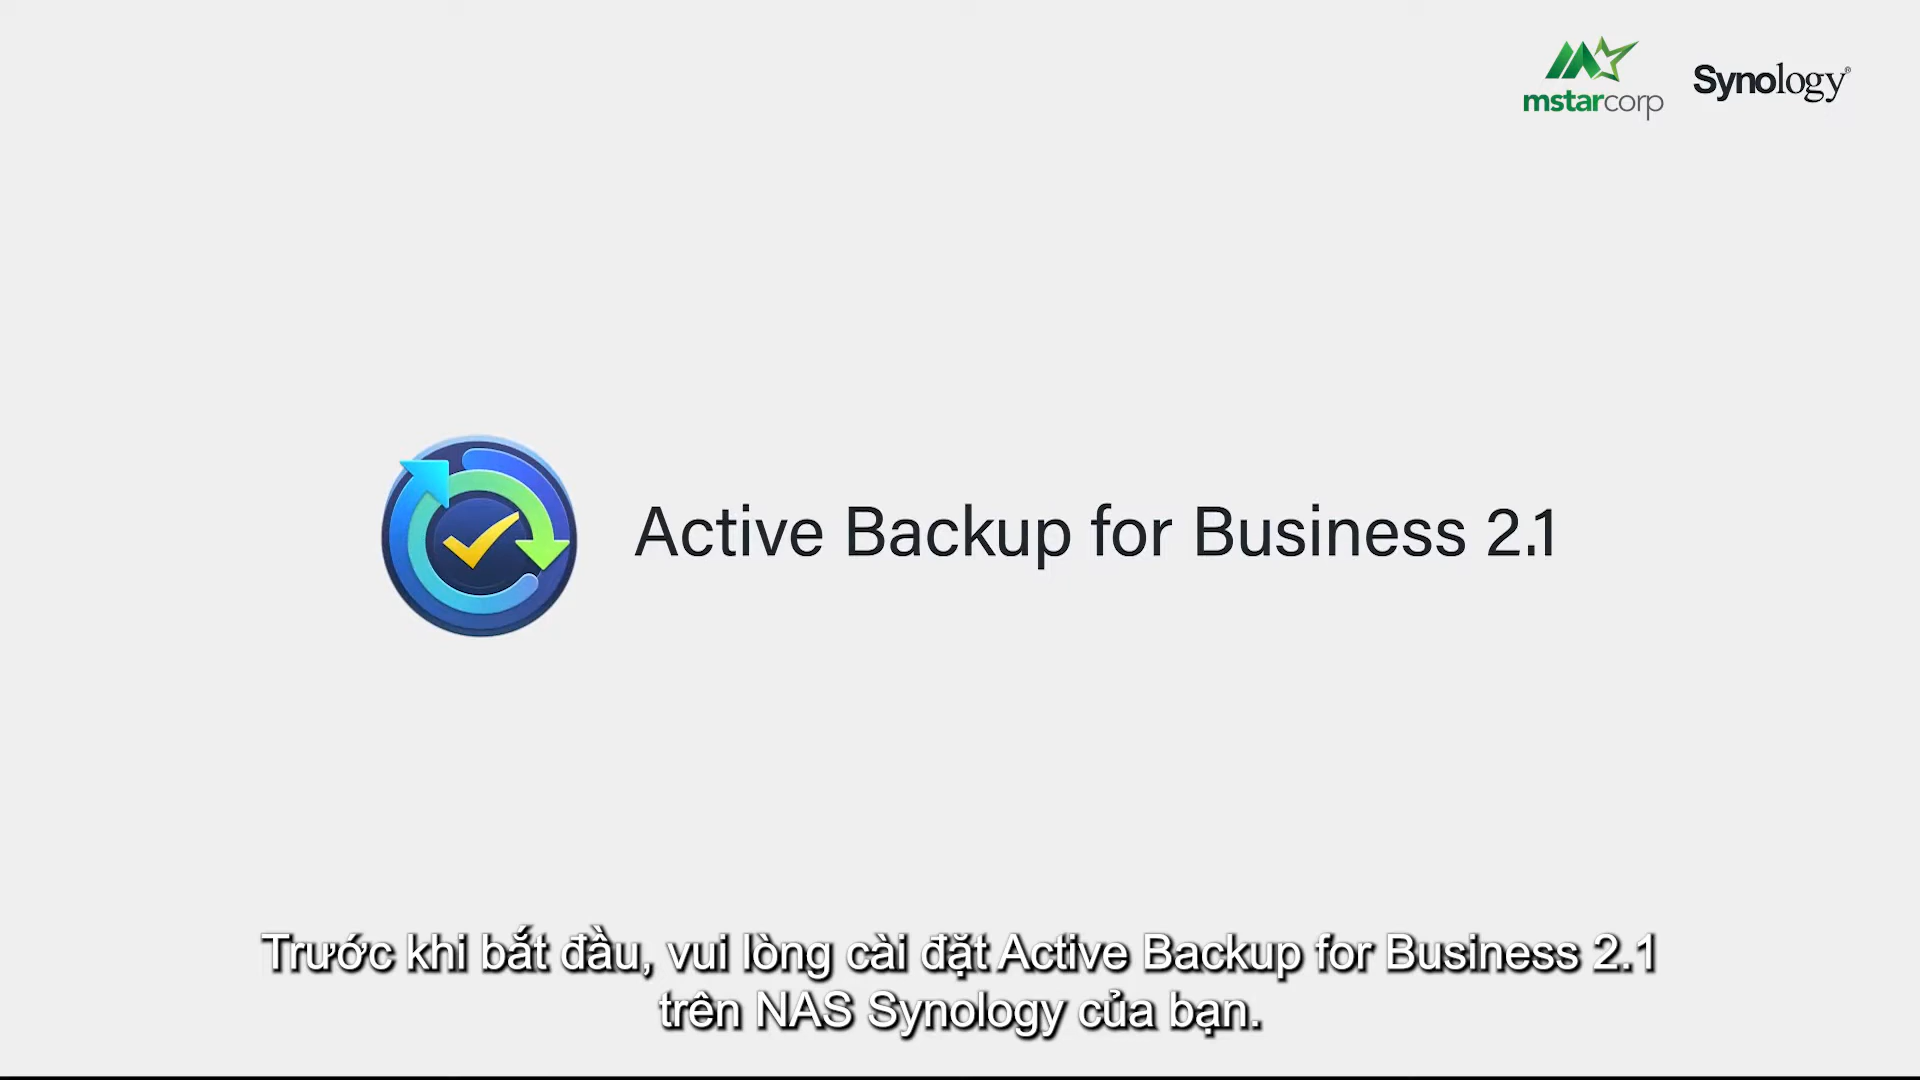 mstarcorp
Synology®
Active Backup for Business 2.1
Trước khi bắt đầu, vui lòng cài đặt Active Backup for Business 2.1
trên NAS Synology của bạn.